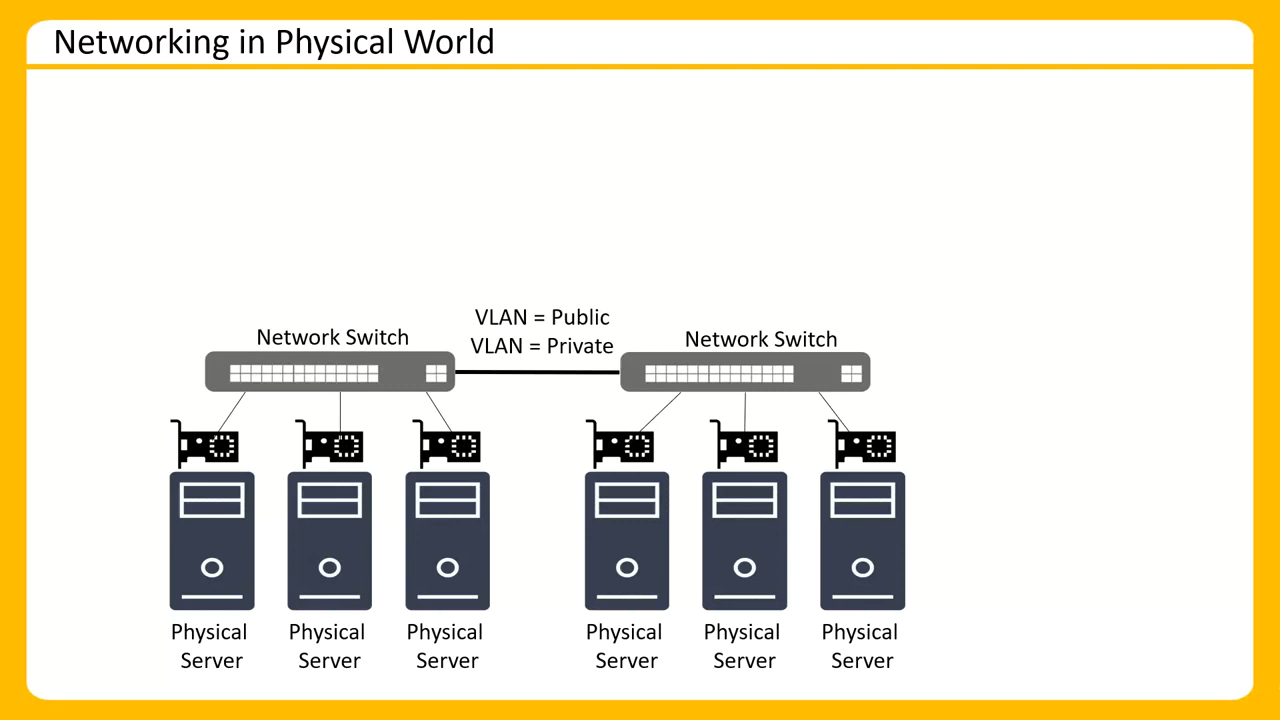 Networking in Physical World
VLAN = Public
VLAN = Private
Network Switch
Network Switch
Physical Server
Physical Server
Physical Server
Physical Server
Physical Server
Physical Server